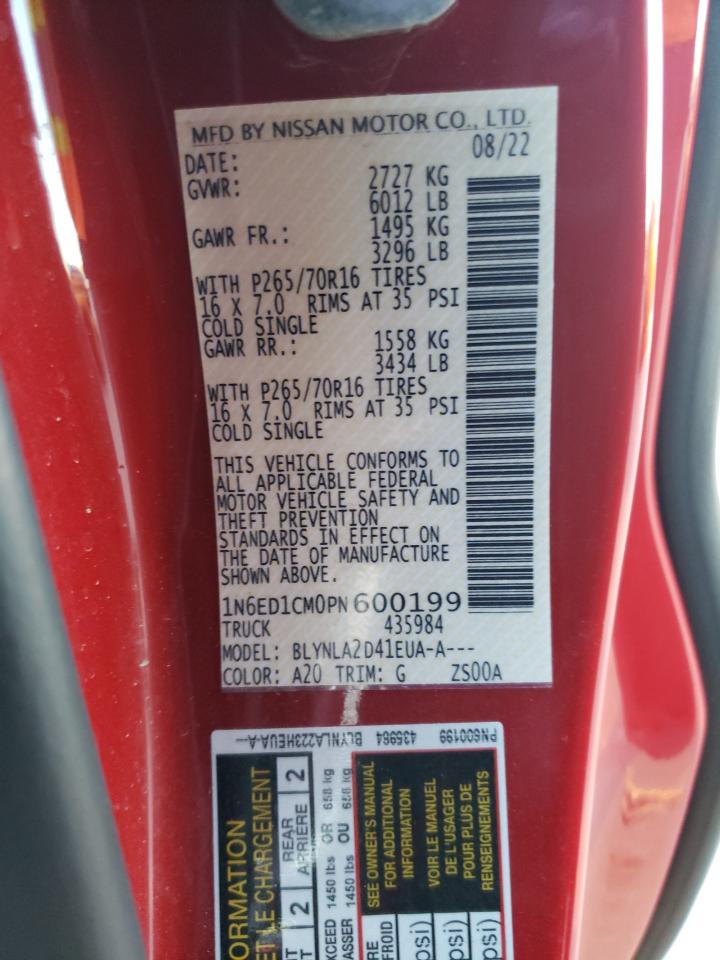 MFD BY NISSAN MOTOR CO., LTD.
DATE: 08/22
GVWR: 2727 KG
6012 LB
GAWR FR.: 1495 KG
3296 LB
WITH P265/70R16 TIRES
16 X 7.0 RIMS AT 35 PSI
COLD SINGLE
GAWR RR.: 1558 KG
3434 LB
WITH P265/70R16 TIRES
16 X 7.0 RIMS AT 35 PSI
COLD SINGLE
THIS VEHICLE CONFORMS TO
ALL APPLICABLE FEDERAL
MOTOR VEHICLE SAFETY AND
THEFT PREVENTION
STANDARDS IN EFFECT ON
THE DATE OF MANUFACTURE
SHOWN ABOVE.
1N6ED1CM0PN600199
TRUCK 435984
MODEL: BLYNLA2D41EUA-A---
COLOR: A20 TRIM: G ZS00A
PN600199 435984 BLYNLA223HEUA-A---
ORMATION
ET LE CHARGEMENT
2 REAR ARRIÈRE 2
XCEED 1450 lbs OR 658 kg
ASSER 1450 lbs OU 658 kg
SEE OWNER'S MANUAL
FOR ADDITIONAL
INFORMATION
VOIR LE MANUEL
DE L'USAGER
POUR PLUS DE
RENSEIGNEMENTS
RE
FROID
psi)
psi)
psi)